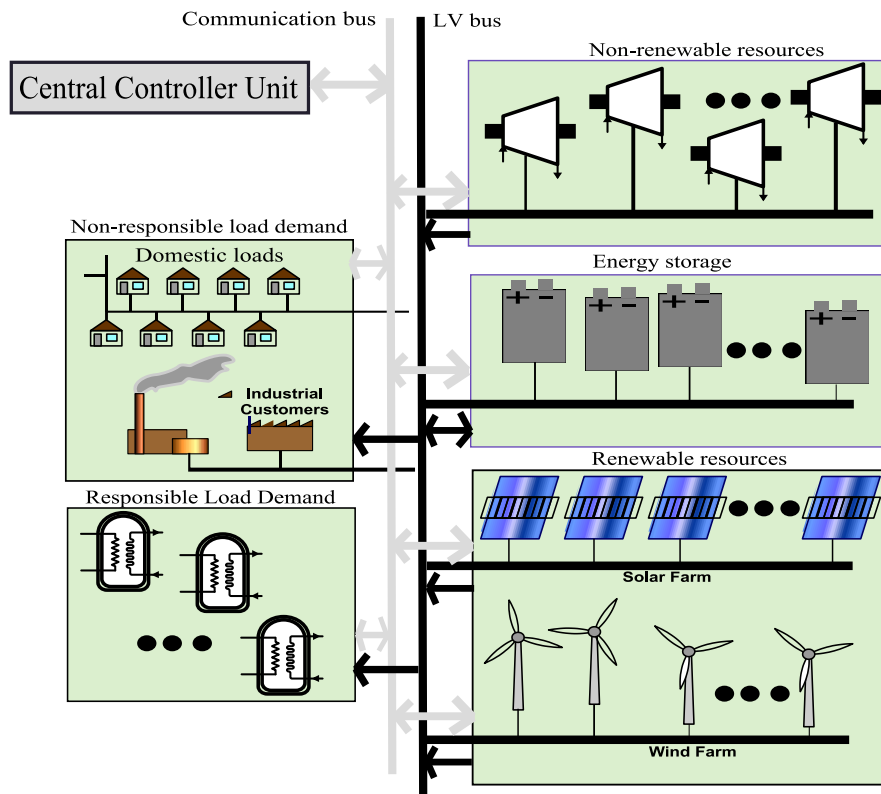 Communication bus
LV bus
Central Controller Unit
Non-renewable resources
Non-responsible load demand
Domestic loads
Industrial
Customers
Energy storage
Responsible Load Demand
Renewable resources
Solar Farm
Wind Farm